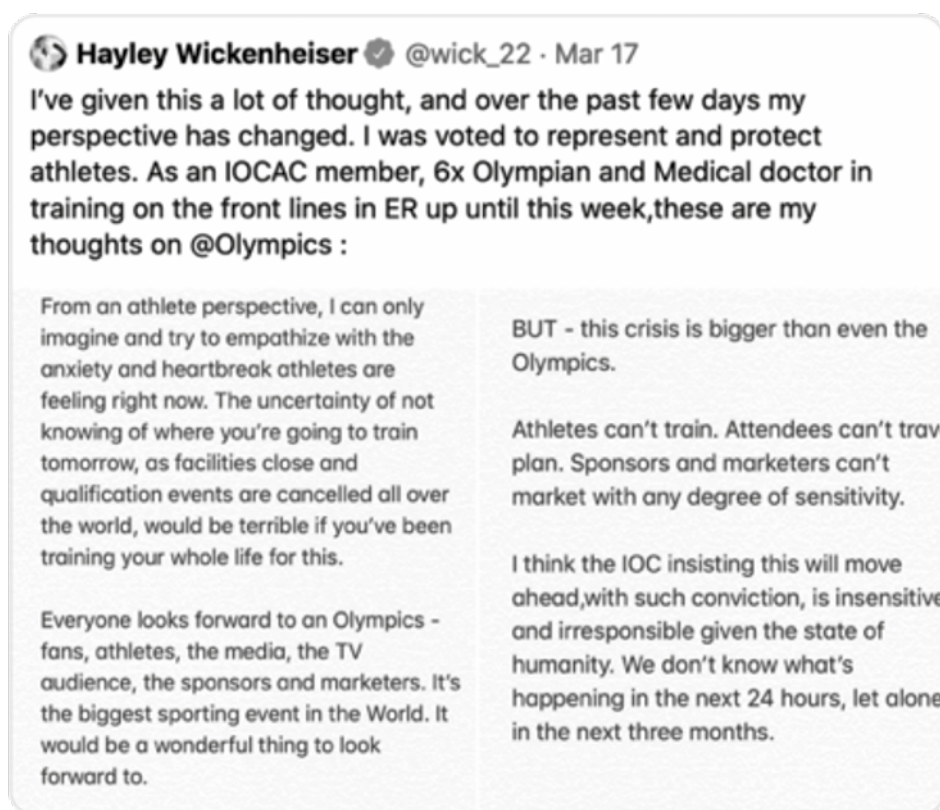 Hayley Wickenheiser @wick_22 · Mar 17
I've given this a lot of thought, and over the past few days my
perspective has changed. I was voted to represent and protect
athletes. As an IOCAC member, 6x Olympian and Medical doctor in
training on the front lines in ER up until this week,these are my
thoughts on @Olympics :
From an athlete perspective, I can only
imagine and try to empathize with the
anxiety and heartbreak athletes are
feeling right now. The uncertainty of not
knowing of where you're going to train
tomorrow, as facilities close and
qualification events are cancelled all over
the world, would be terrible if you've been
training your whole life for this.
Everyone looks forward to an Olympics -
fans, athletes, the media, the TV
audience, the sponsors and marketers. It's
the biggest sporting event in the World. It
would be a wonderful thing to look
forward to.
BUT - this crisis is bigger than even the
Olympics.
Athletes can't train. Attendees can't trav
plan. Sponsors and marketers can't
market with any degree of sensitivity.
I think the IOC insisting this will move
ahead,with such conviction, is insensitive
and irresponsible given the state of
humanity. We don't know what's
happening in the next 24 hours, let alone
in the next three months.